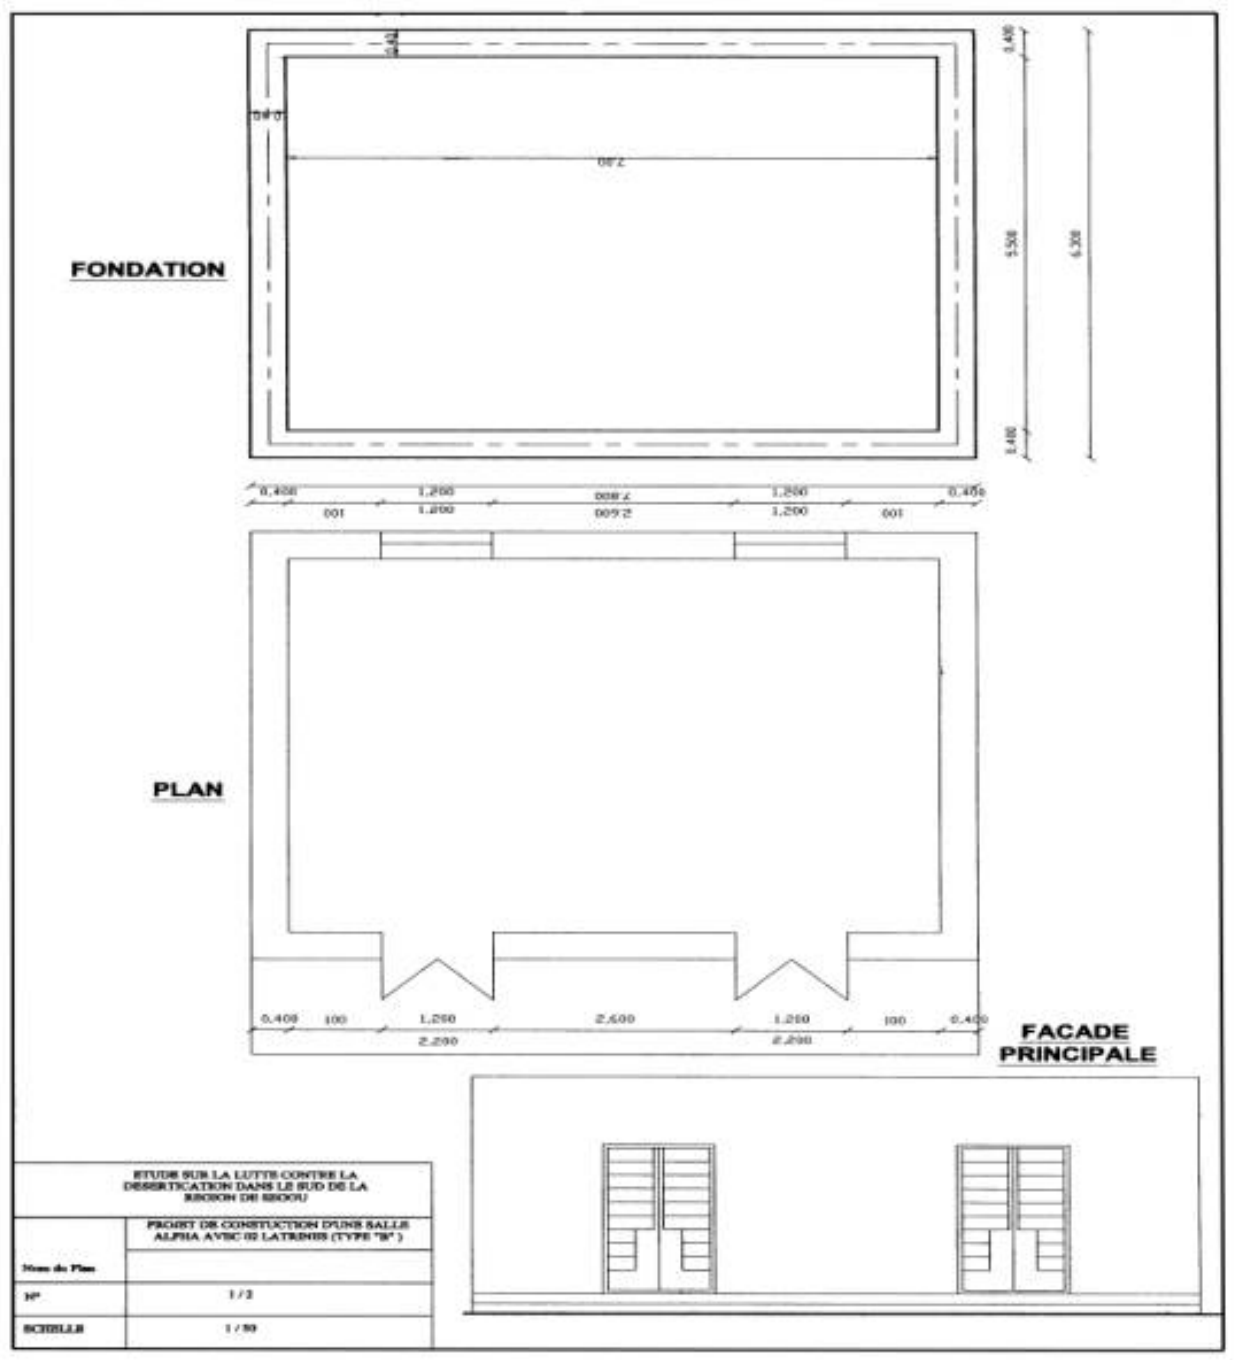 0.40
0.400
7.00
FONDATION
5.500
6.300
0.400
0.400 1.200 7.800 1.200 0.400
100 1.200 2.600 1.200 100
PLAN
0.400 100 1.200 2.600 1.200 100 0.400
2.200 2.200
FACADE
PRINCIPALE
ETUDE SUR LA LUTTE CONTRE LA
DESERTICATION DANS LE SUD DE LA
REGION DE SEGOU
PROJET DE CONSTUCTION D'UNE SALLE
ALPHA AVEC 02 LATRINES (TYPE "B" )
Nom du Plan
N° 1 / 2
ECHELLE 1 / 50